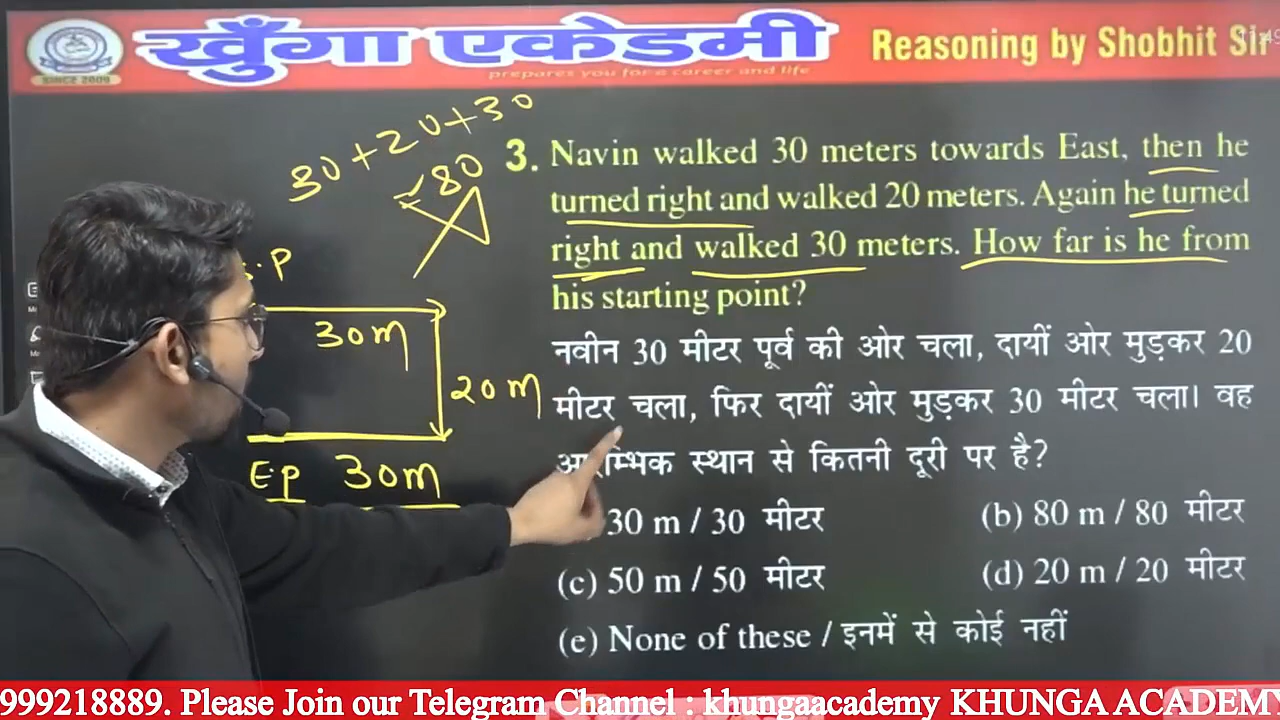 खुँगा एकेडमी
Reasoning by Shobhit Sir
SINCE 2009
prepares you for a career and life
30+20+30
80
3. Navin walked 30 meters towards East, then he
turned right and walked 20 meters. Again he turned
right and walked 30 meters. How far is he from
his starting point?
S.P
30m
20m
E.P 30m
नवीन 30 मीटर पूर्व की ओर चला, दायीं ओर मुड़कर 20
मीटर चला, फिर दायीं ओर मुड़कर 30 मीटर चला। वह
आरम्भिक स्थान से कितनी दूरी पर है?
30 m / 30 मीटर
(b) 80 m / 80 मीटर
(c) 50 m / 50 मीटर
(d) 20 m / 20 मीटर
(e) None of these / इनमें से कोई नहीं
999218889. Please Join our Telegram Channel : khungaacademy KHUNGA ACADEMY